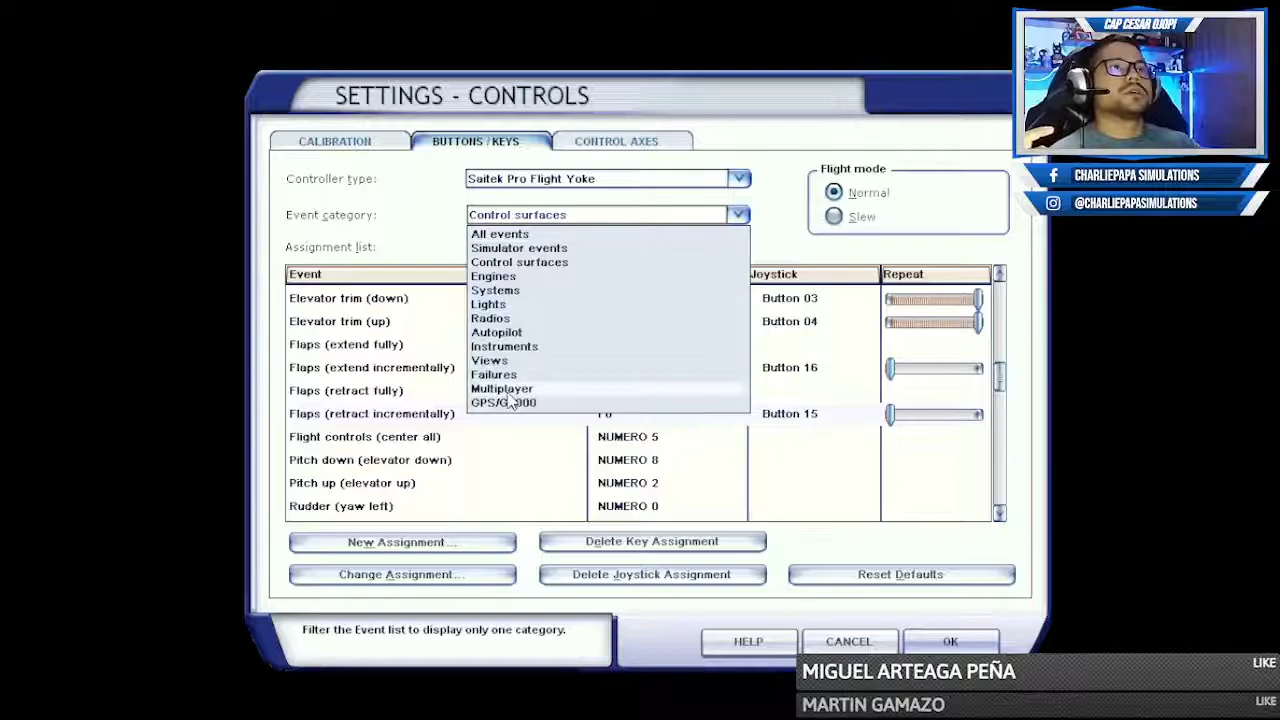 CAP CESAR OJOPI
CHARLIEPAPA SIMULATIONS
@CHARLIEPAPASIMULATIONS
SETTINGS - CONTROLS
CALIBRATION
BUTTONS / KEYS
CONTROL AXES
Controller type:
Saitek Pro Flight Yoke
Flight mode
Normal
Slew
Event category:
Control surfaces
All events
Simulator events
Control surfaces
Engines
Systems
Lights
Radios
Autopilot
Instruments
Views
Failures
Multiplayer
Assignment list:
Event
Joystick
Repeat
Elevator trim (down)
Button 03
Elevator trim (up)
Button 04
Flaps (extend fully)
Flaps (extend incrementally)
Button 16
Flaps (retract fully)
Flaps (retract incrementally)
Button 15
Flight controls (center all)
NUMERO 5
Pitch down (elevator down)
NUMERO 8
Pitch up (elevator up)
NUMERO 2
Rudder (yaw left)
NUMERO 0
New Assignment...
Delete Key Assignment
Change Assignment...
Delete Joystick Assignment
Reset Defaults
Filter the Event list to display only one category.
HELP
CANCEL
OK
MIGUEL ARTEAGA PEÑA
LIKE
MARTIN GAMAZO
LIKE